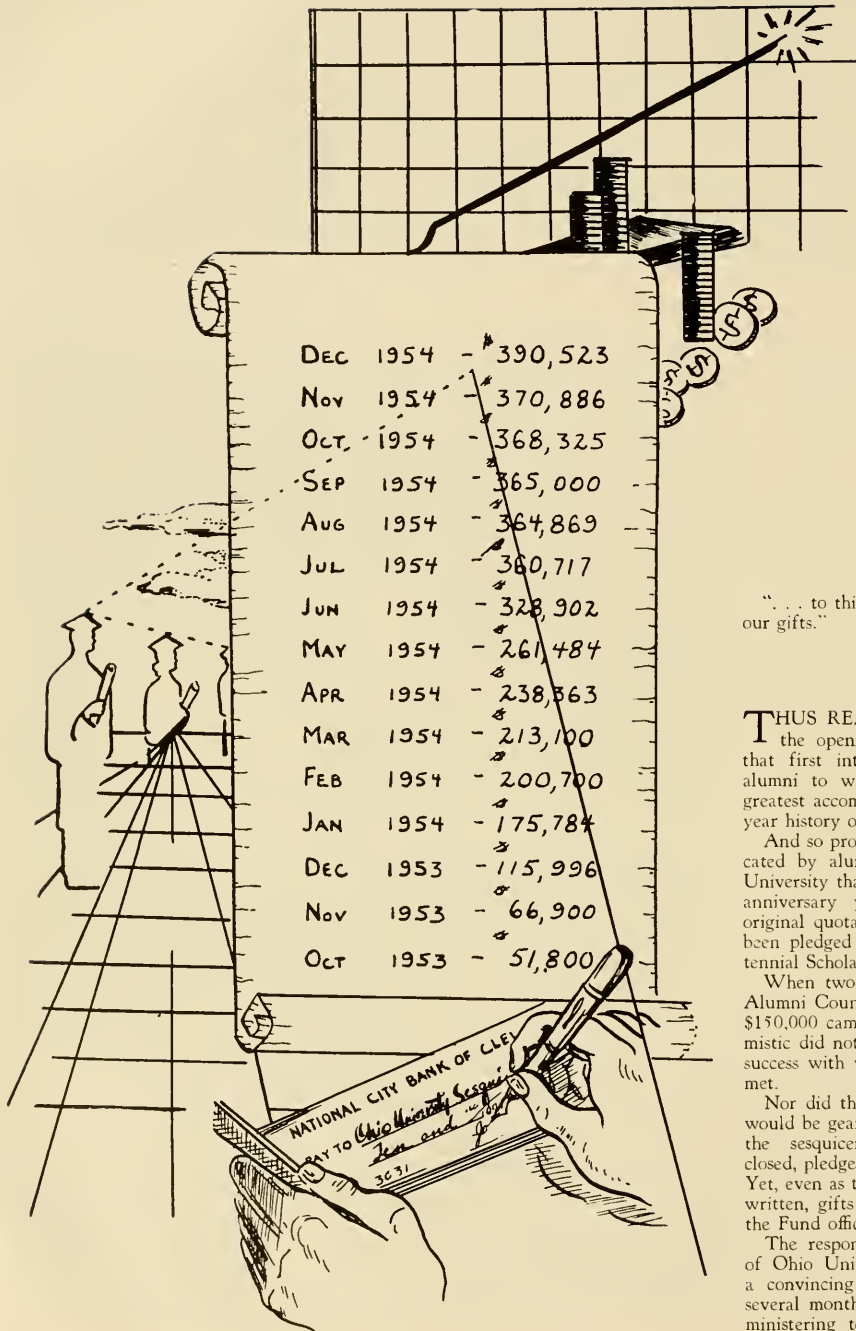 DEC 1954 - $390,523
NOV 1954 - $370,886
OCT 1954 - $368,325
SEP 1954 - $365,000
AUG 1954 - $364,869
JUL 1954 - $360,717
JUN 1954 - $328,902
MAY 1954 - $261,484
APR 1954 - $238,363
MAR 1954 - $213,100
FEB 1954 - $200,700
JAN 1954 - $175,784
DEC 1953 - $115,996
NOV 1953 - $66,900
OCT 1953 - $51,800
NATIONAL CITY BANK OF CLEV
PAY TO Ohio University Sesqui
Ten and
3631
". . . to thi
our gifts."
THUS REA
the openi
that first int
alumni to w
greatest accom
year history o
And so pro
cated by alu
University tha
anniversary y
original quota
been pledged
tennial Schola
When two
Alumni Coun
$150,000 cam
mistic did not
success with
met.
Nor did th
would be gear
the sesquicen
closed, pledge
Yet, even as t
written, gifts
the Fund offic
The respon
of Ohio Uni
a convincing
several month
ministering to